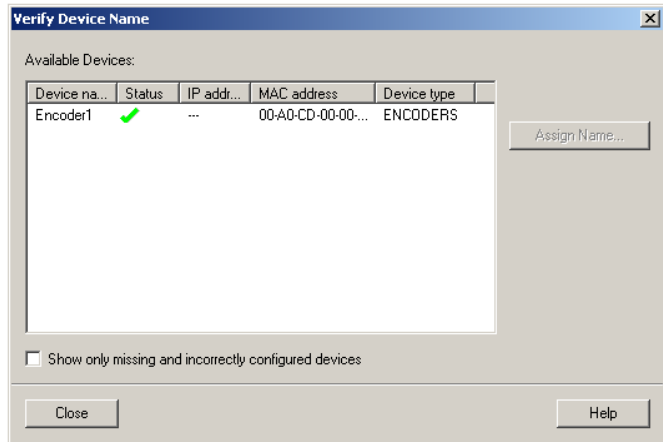 Verify Device Name
Available Devices:
Device na... Status IP addr... MAC address Device type
Encoder1 --- 00-A0-CD-00-00-... ENCODERS
Assign Name...
Show only missing and incorrectly configured devices
Close Help